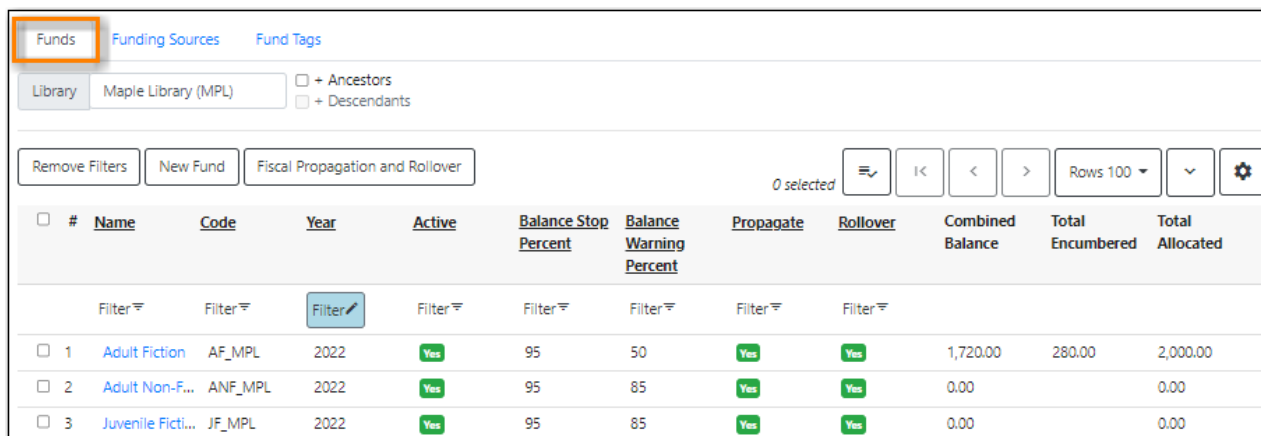 Funds Funding Sources Fund Tags
Library Maple Library (MPL) + Ancestors
+ Descendants
Remove Filters New Fund Fiscal Propagation and Rollover 0 selected Rows 100
# Name Code Year Active Balance Stop Percent Balance Warning Percent Propagate Rollover Combined Balance Total Encumbered Total Allocated
Filter Filter Filter Filter Filter Filter Filter Filter
1 Adult Fiction AF_MPL 2022 Yes 95 50 Yes Yes 1,720.00 280.00 2,000.00
2 Adult Non-F... ANF_MPL 2022 Yes 95 85 Yes Yes 0.00 0.00
3 Juvenile Ficti... JF_MPL 2022 Yes 95 85 Yes Yes 0.00 0.00